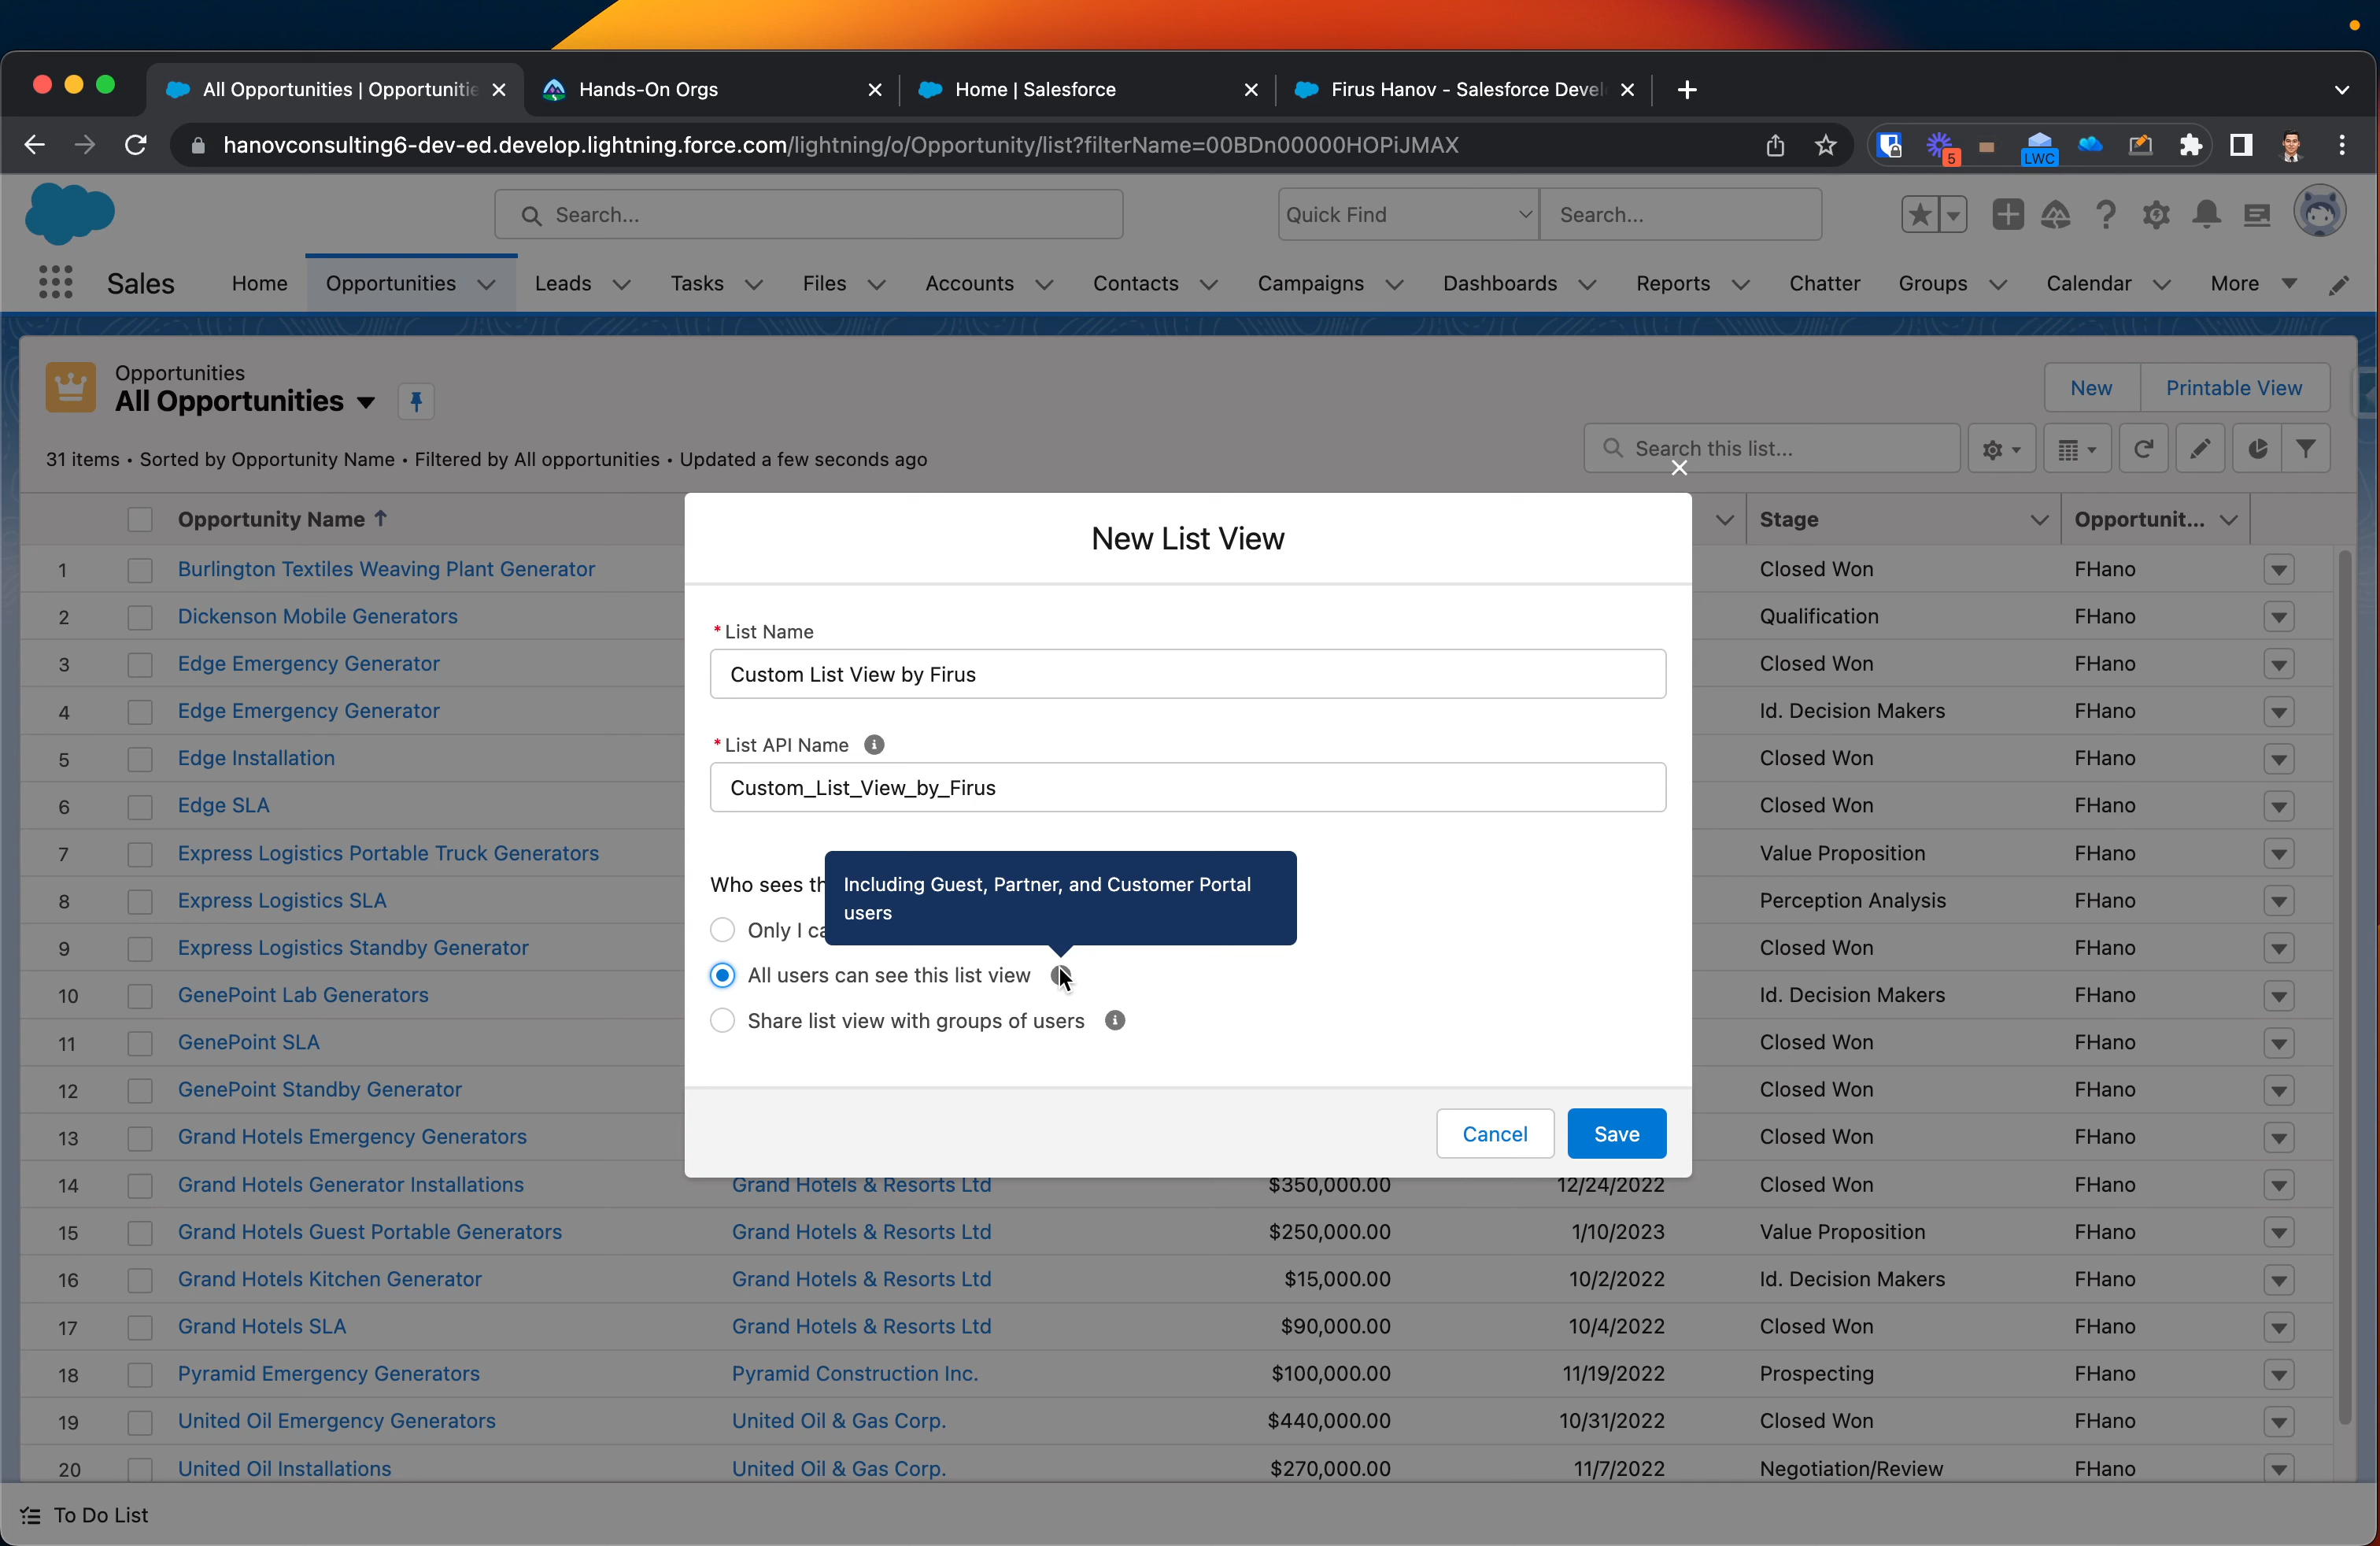 All Opportunities | Opportunitie
Hands-On Orgs
Home | Salesforce
Firus Hanov - Salesforce Devel
hanovconsulting6-dev-ed.develop.lightning.force.com/lightning/o/Opportunity/list?filterName=00BDn00000HOPiJMAX
5
LWC
Search...
Quick Find
Search...
Sales
Home
Opportunities
Leads
Tasks
Files
Accounts
Contacts
Campaigns
Dashboards
Reports
Chatter
Groups
Calendar
More
Opportunities
All Opportunities
New
Printable View
31 items • Sorted by Opportunity Name • Filtered by All opportunities • Updated a few seconds ago
Search this list...
Opportunity Name ↑
Stage
Opportunit...
1 Burlington Textiles Weaving Plant Generator Closed Won FHano
2 Dickenson Mobile Generators Qualification FHano
3 Edge Emergency Generator Closed Won FHano
4 Edge Emergency Generator Id. Decision Makers FHano
5 Edge Installation Closed Won FHano
6 Edge SLA Closed Won FHano
7 Express Logistics Portable Truck Generators Value Proposition FHano
8 Express Logistics SLA Perception Analysis FHano
9 Express Logistics Standby Generator Closed Won FHano
10 GenePoint Lab Generators Id. Decision Makers FHano
11 GenePoint SLA Closed Won FHano
12 GenePoint Standby Generator Closed Won FHano
13 Grand Hotels Emergency Generators Closed Won FHano
14 Grand Hotels Generator Installations Grand Hotels & Resorts Ltd $350,000.00 12/24/2022 Closed Won FHano
15 Grand Hotels Guest Portable Generators Grand Hotels & Resorts Ltd $250,000.00 1/10/2023 Value Proposition FHano
16 Grand Hotels Kitchen Generator Grand Hotels & Resorts Ltd $15,000.00 10/2/2022 Id. Decision Makers FHano
17 Grand Hotels SLA Grand Hotels & Resorts Ltd $90,000.00 10/4/2022 Closed Won FHano
18 Pyramid Emergency Generators Pyramid Construction Inc. $100,000.00 11/19/2022 Prospecting FHano
19 United Oil Emergency Generators United Oil & Gas Corp. $440,000.00 10/31/2022 Closed Won FHano
20 United Oil Installations United Oil & Gas Corp. $270,000.00 11/7/2022 Negotiation/Review FHano
New List View
* List Name
Custom List View by Firus
* List API Name
Custom_List_View_by_Firus
Who sees th
Including Guest, Partner, and Customer Portal
users
Only I ca
All users can see this list view
Share list view with groups of users
Cancel
Save
To Do List